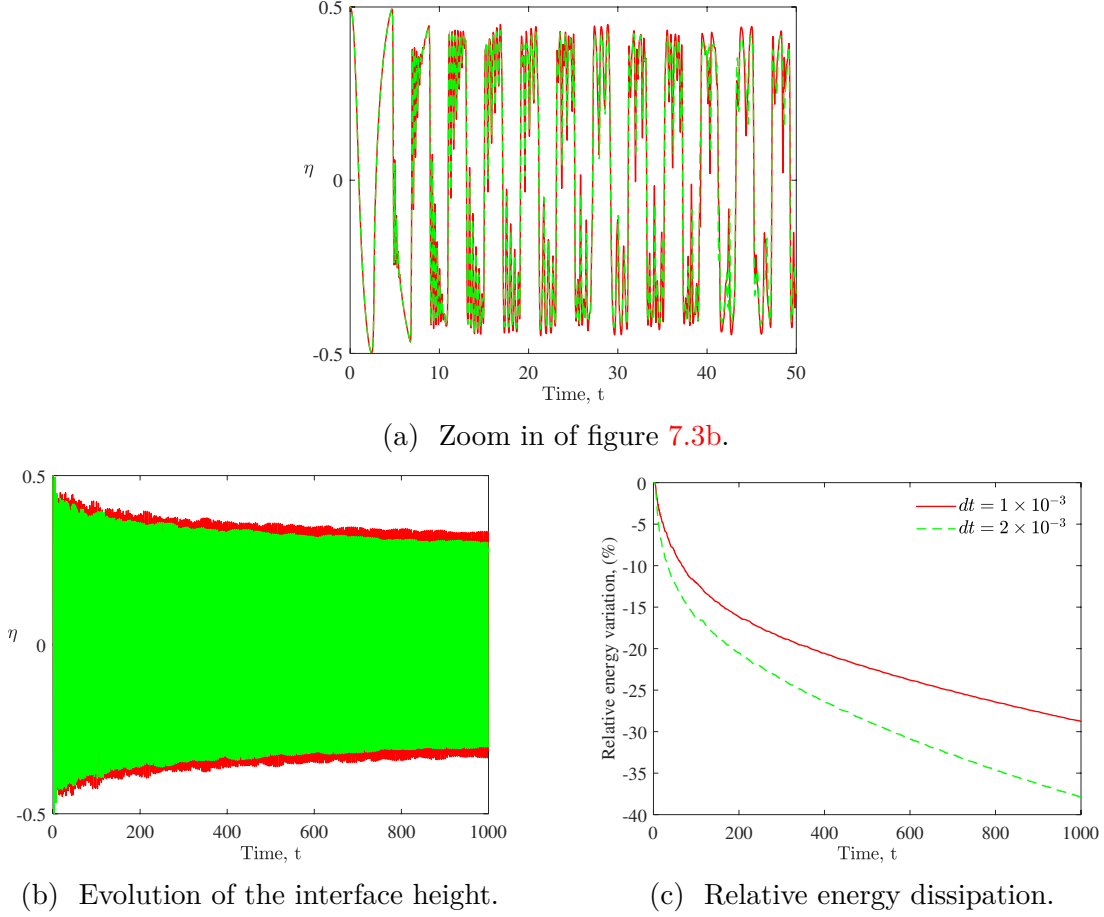 0.5
η
0
-0.5
0 10 20 30 40 50
Time, t
(a) Zoom in of figure 7.3b.
0.5
η
0
-0.5
0 200 400 600 800 1000
Time, t
(b) Evolution of the interface height.
Relative energy variation, (%)
0
-5
-10
-15
-20
-25
-30
-35
-40
dt = 1 × 10⁻³
dt = 2 × 10⁻³
0 200 400 600 800 1000
Time, t
(c) Relative energy dissipation.